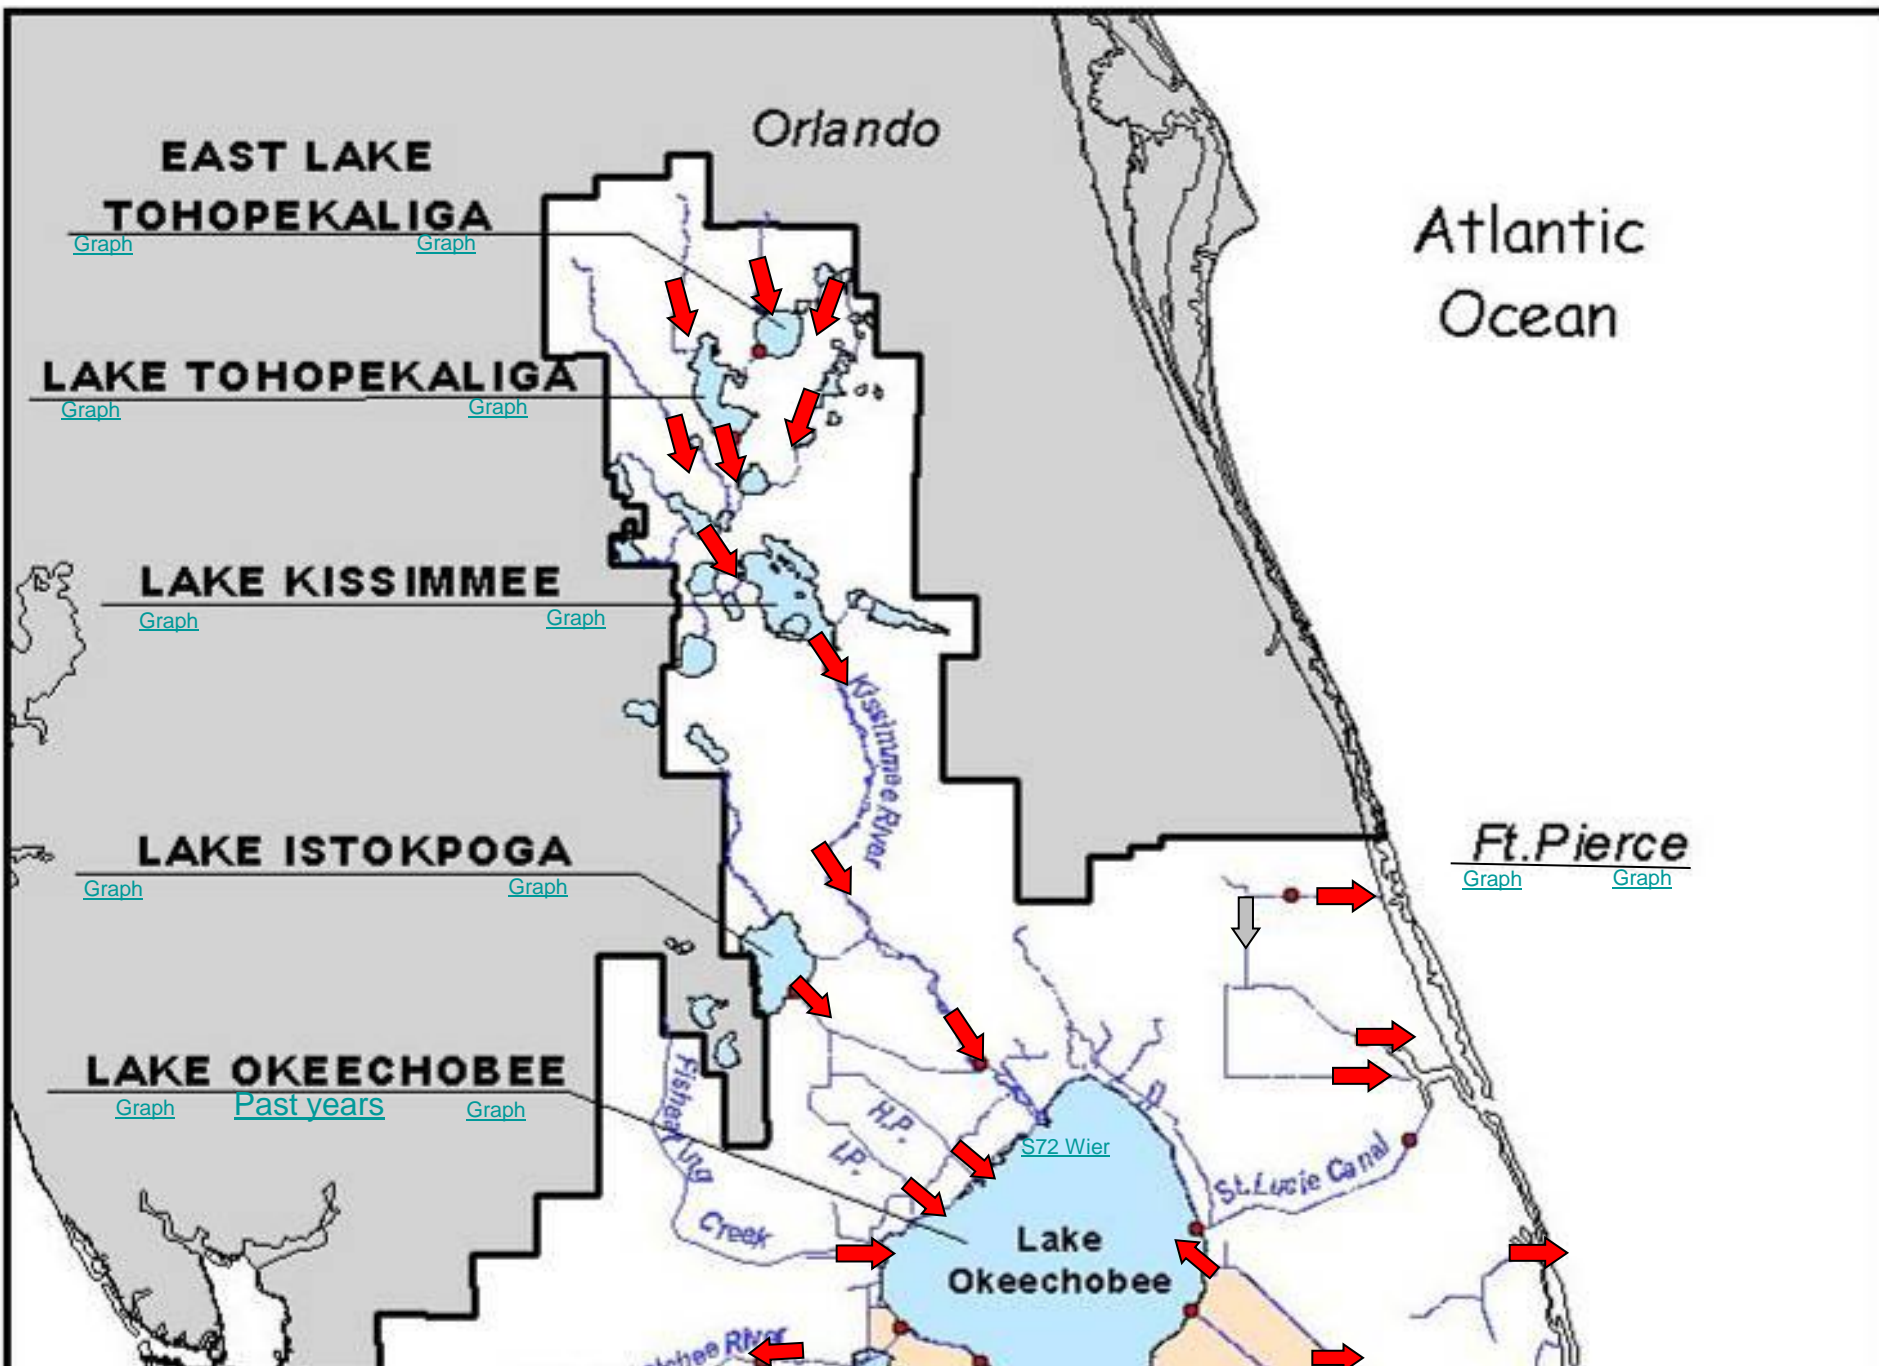 Orlando
EAST LAKE
TOHOPEKALIGA
Graph
Graph
Atlantic
Ocean
LAKE TOHOPEKALIGA
Graph
Graph
LAKE KISSIMMEE
Graph
Graph
Kissimmee River
LAKE ISTOKPOGA
Graph
Graph
Ft.Pierce
Graph
Graph
LAKE OKEECHOBEE
Graph
Past years
Graph
H.P.
I.P.
S72 Wier
Creek
St.Lucie Canal
Lake
Okeechobee
River